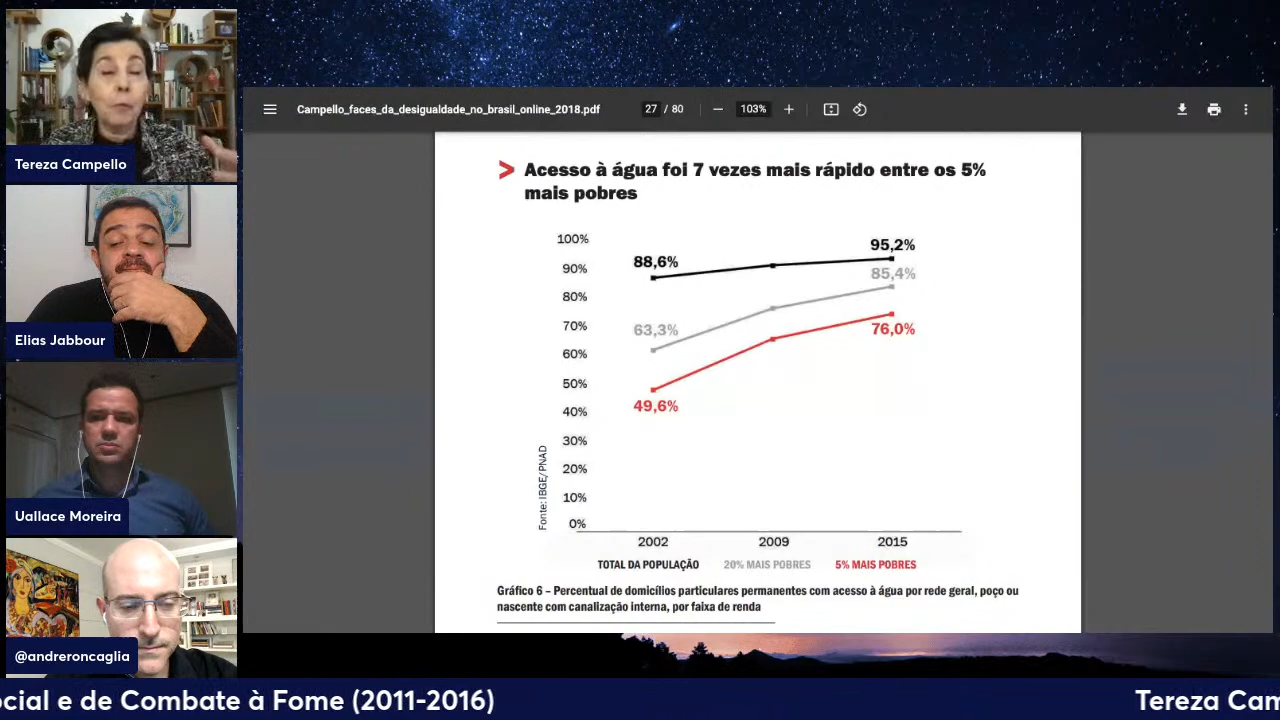 Tereza Campello
Elias Jabbour
Uallace Moreira
@andreroncaglia
Campello_faces_da_desigualdade_no_brasil_online_2018.pdf
27 / 80
103%
> Acesso à água foi 7 vezes mais rápido entre os 5%
mais pobres
100%
90%
80%
70%
60%
50%
40%
30%
20%
10%
0%
88,6%
95,2%
85,4%
63,3%
76,0%
49,6%
Fonte: IBGE/PNAD
2002 2009 2015
TOTAL DA POPULAÇÃO 20% MAIS POBRES 5% MAIS POBRES
Gráfico 6 – Percentual de domicílios particulares permanentes com acesso à água por rede geral, poço ou
nascente com canalização interna, por faixa de renda
ocial e de Combate à Fome (2011-2016) Tereza Cam